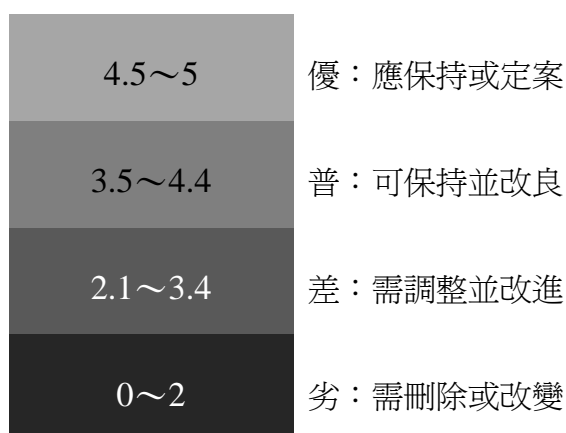 4.5～5 優：應保持或定案
3.5～4.4 普：可保持並改良
2.1～3.4 差：需調整並改進
0～2 劣：需刪除或改變